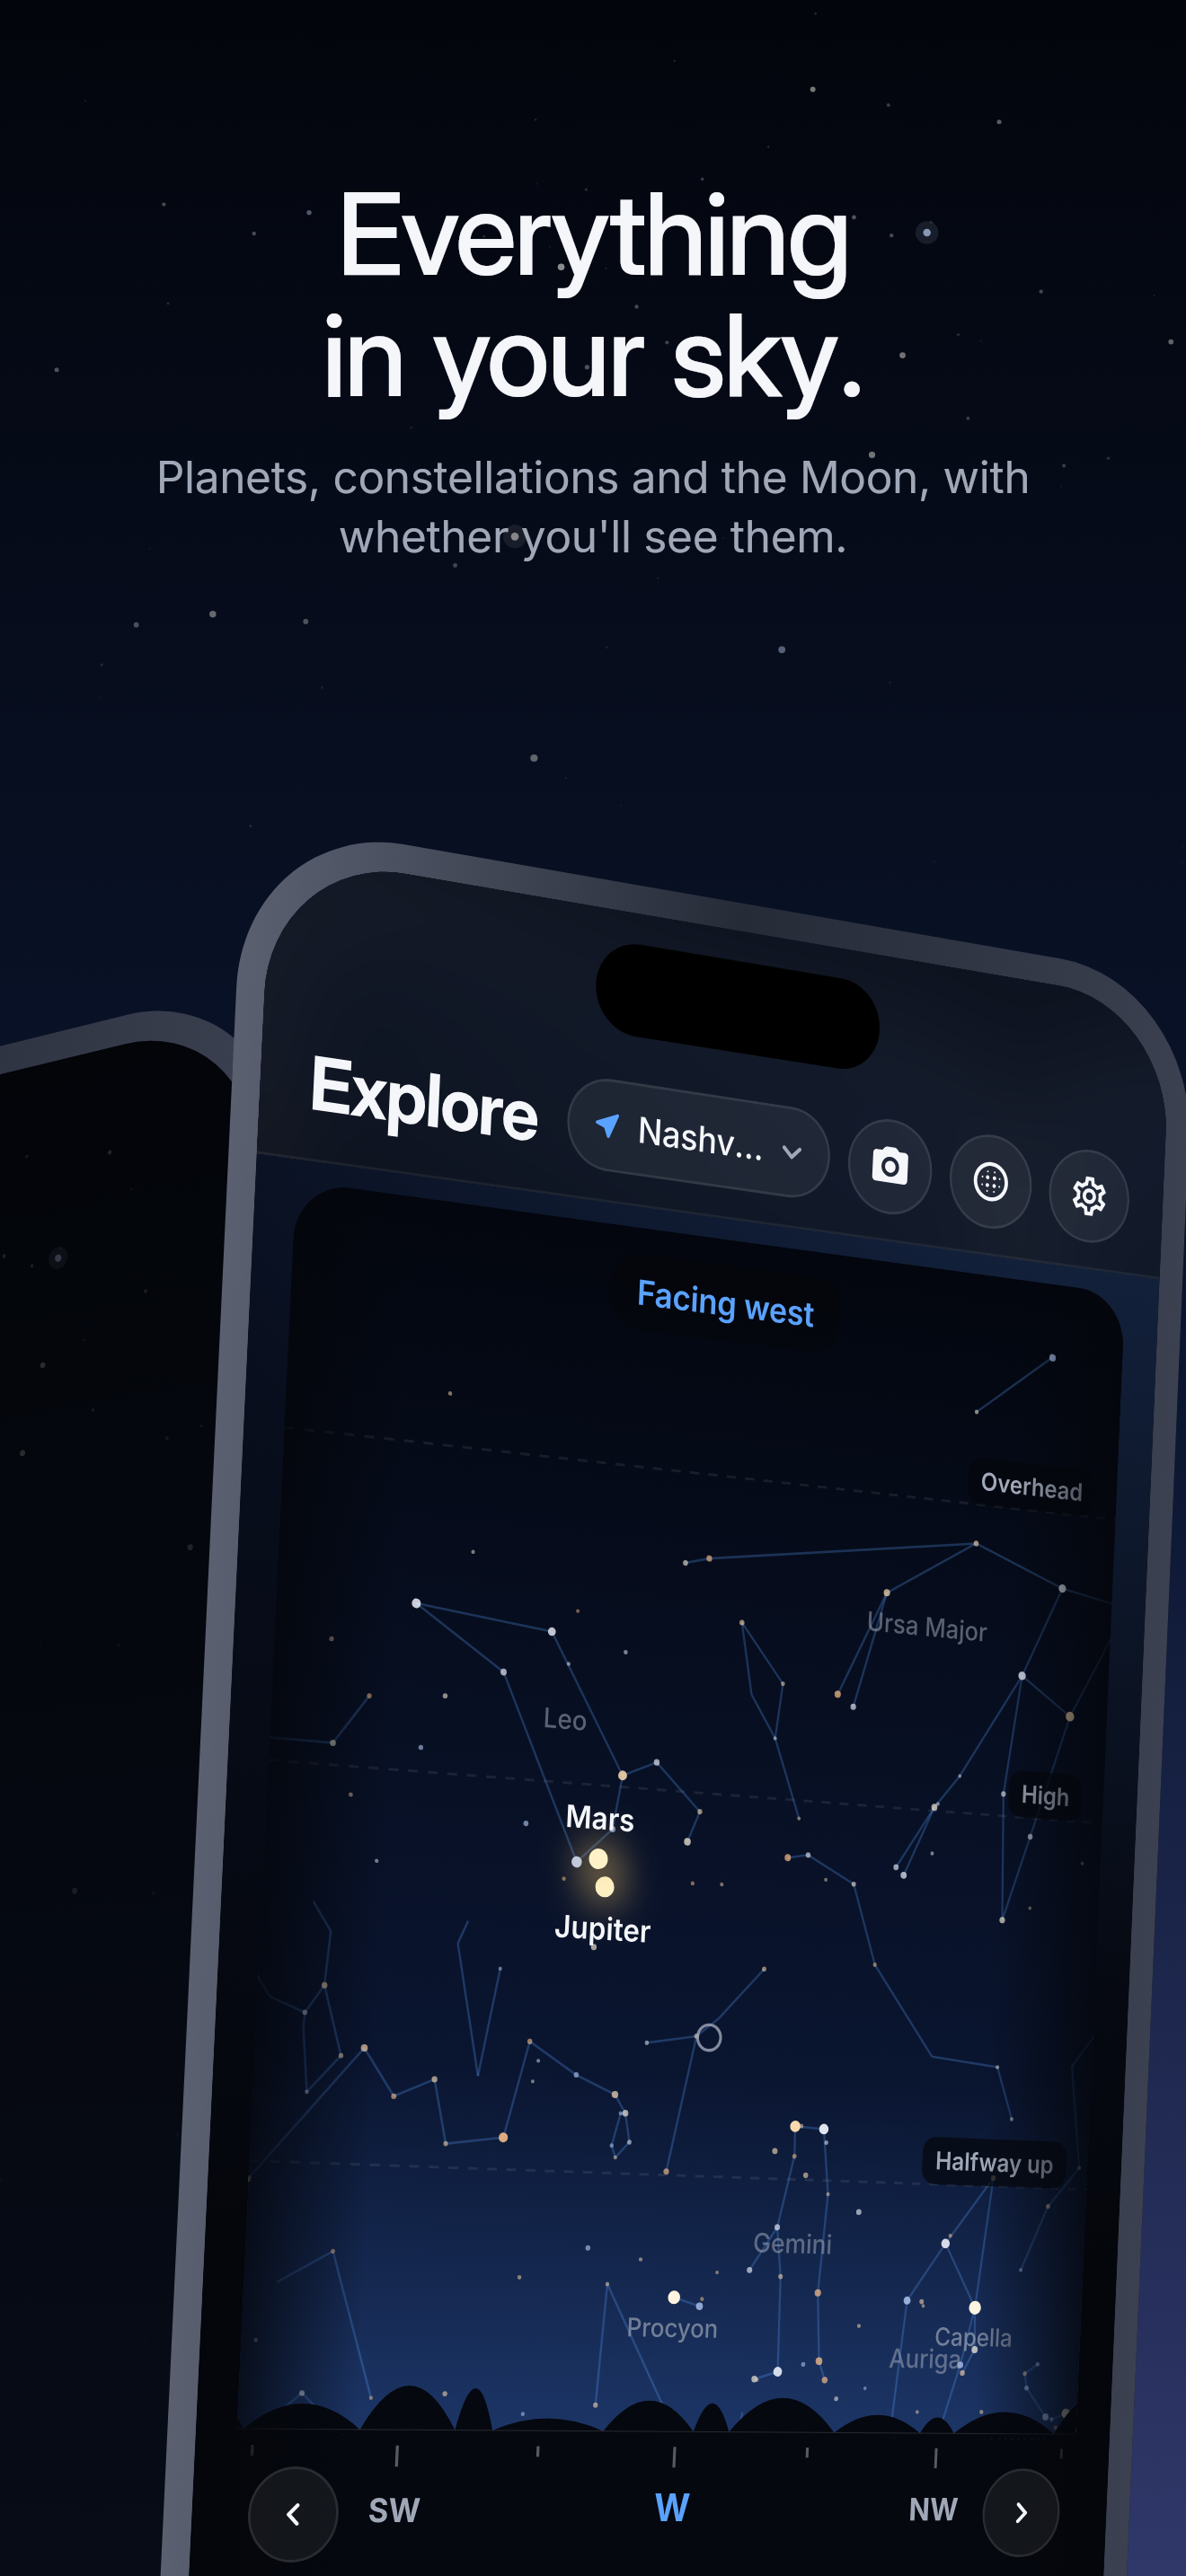 Everything
in your sky.
Planets, constellations and the Moon, with
whether you'll see them.
Explore
Nashv...
Facing west
Overhead
Ursa Major
Leo
High
Mars
Jupiter
Halfway up
Gemini
Procyon
Capella
Auriga
SW
W
NW